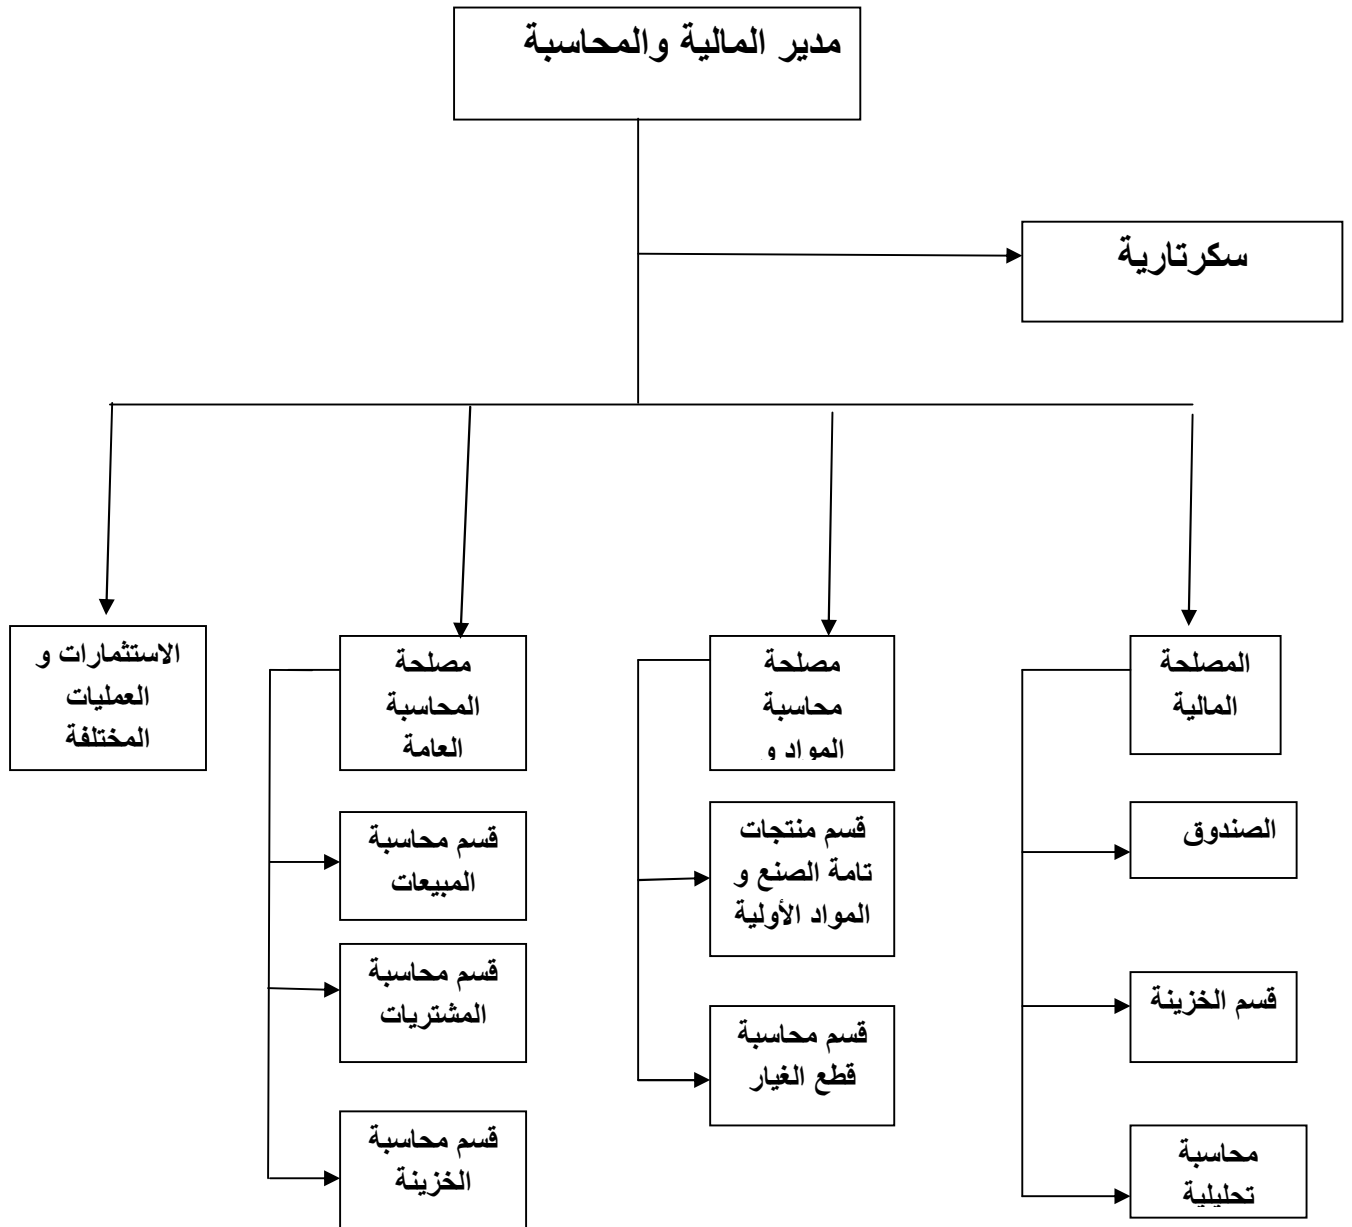 مدير المالية والمحاسبة
سكرتارية
المصلحة
المالية
الصندوق
قسم الخزينة
محاسبة
تحليلية
مصلحة
محاسبة
المواد و
قسم منتجات
تامة الصنع و
المواد الأولية
قسم محاسبة
قطع الغيار
مصلحة
المحاسبة
العامة
قسم محاسبة
المبيعات
قسم محاسبة
المشتريات
قسم محاسبة
الخزينة
الاستثمارات و
العمليات
المختلفة